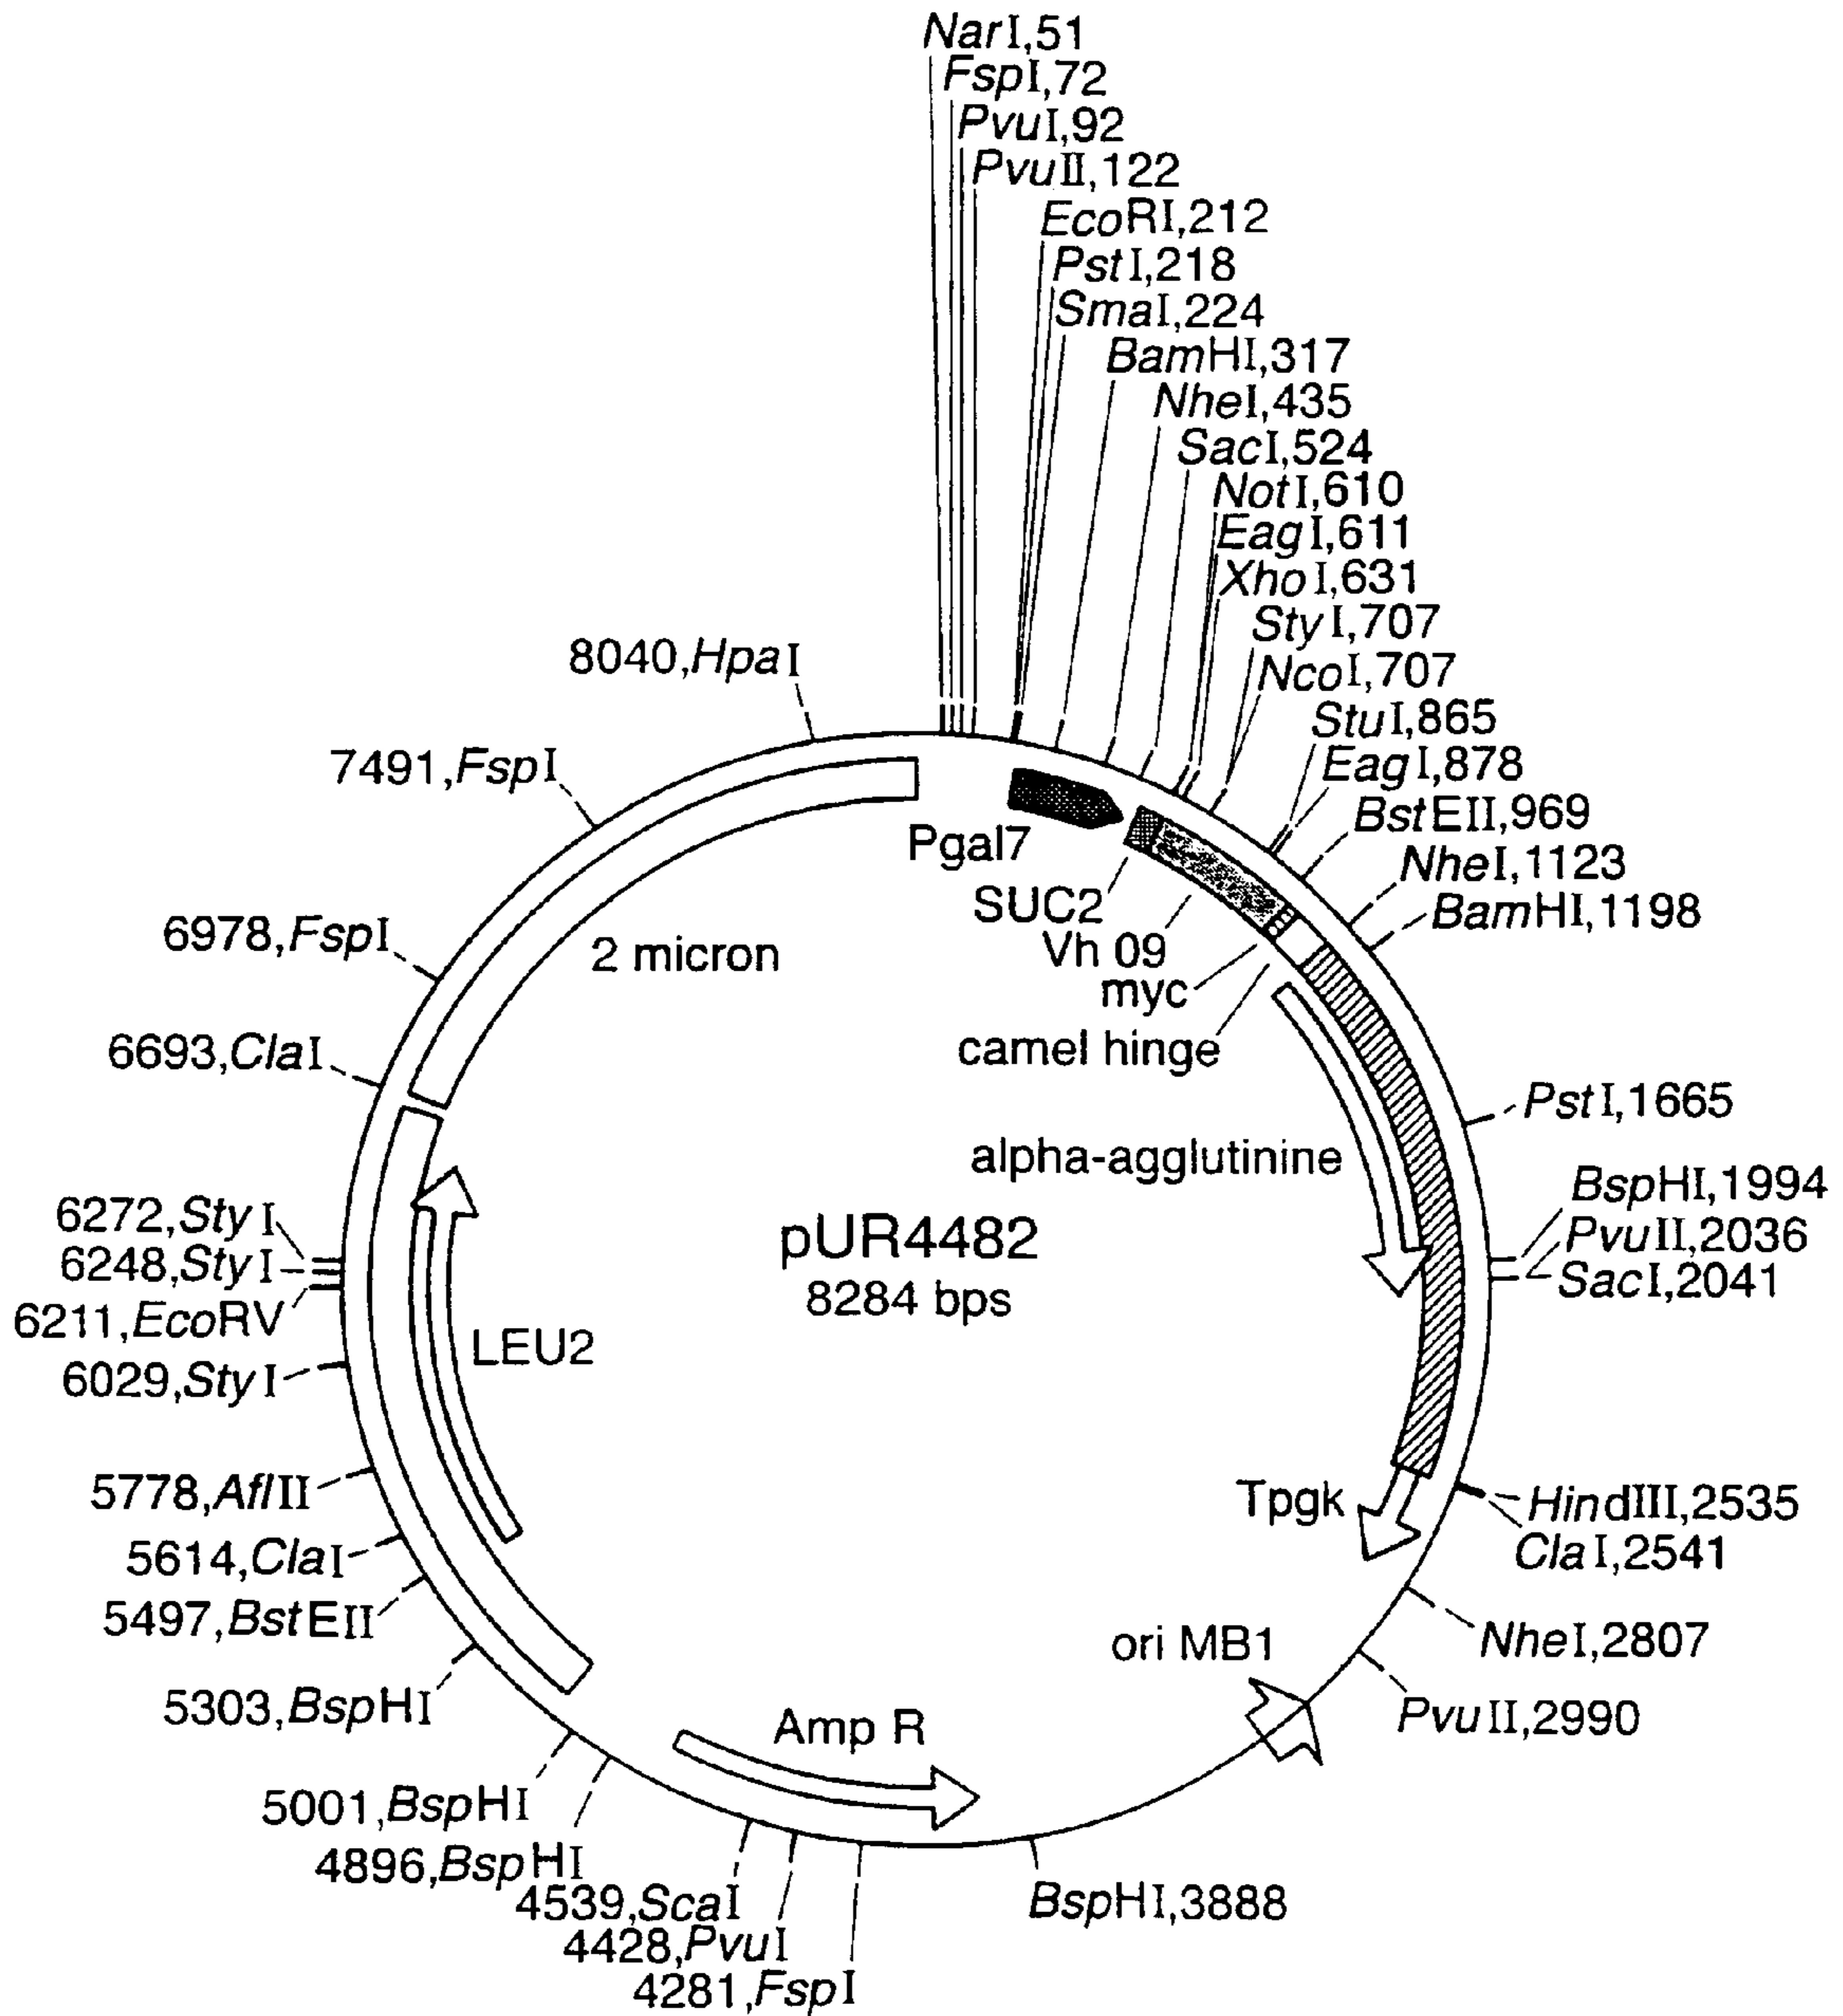 NarI,51
FspI,72
PvuI,92
PvuII,122
EcoRI,212
PstI,218
SmaI,224
BamHI,317
NheI,435
SacI,524
NotI,610
EagI,611
XhoI,631
StyI,707
NcoI,707
StuI,865
EagI,878
BstEII,969
NheI,1123
BamHI,1198
PstI,1665
BspHI,1994
PvuII,2036
SacI,2041
HindIII,2535
ClaI,2541
NheI,2807
PvuII,2990
BspHI,3888
4281,FspI
4428,PvuI
4539,ScaI
4896,BspHI
5001,BspHI
5303,BspHI
5497,BstEII
5614,ClaI
5778,AflII
6029,StyI
6211,EcoRV
6248,StyI
6272,StyI
6693,ClaI
6978,FspI
7491,FspI
8040,HpaI
Pgal7
SUC2
Vh 09
myc
camel hinge
alpha-agglutinine
Tpgk
ori MB1
Amp R
LEU2
2 micron
pUR4482
8284 bps